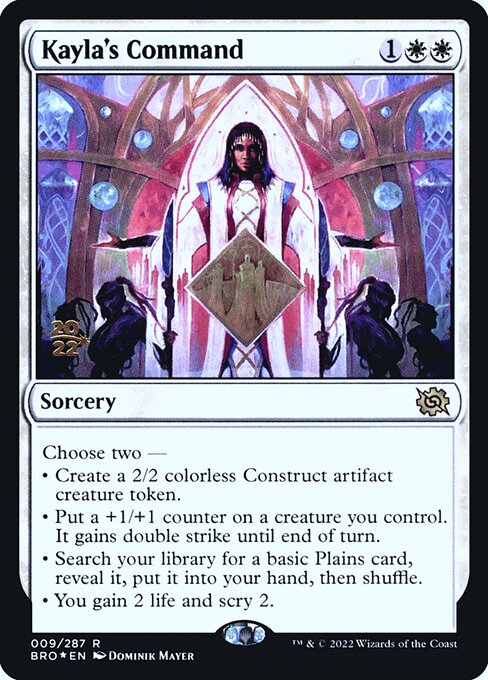 Kayla's Command 1
20
22
Sorcery
Choose two —
• Create a 2/2 colorless Construct artifact
creature token.
• Put a +1/+1 counter on a creature you control.
It gains double strike until end of turn.
• Search your library for a basic Plains card,
reveal it, put it into your hand, then shuffle.
• You gain 2 life and scry 2.
009/287 R
BRO★EN Dominik Mayer
™ & © 2022 Wizards of the Coast